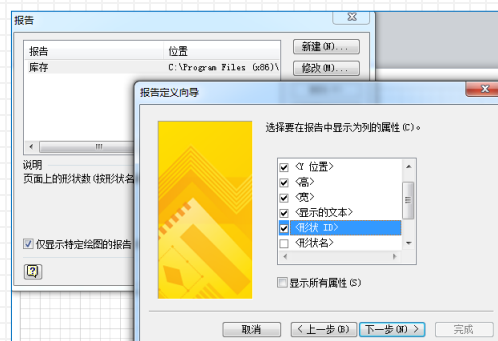 报告
报告 位置
库存 C:\Program Files (x86)\
新建(N)...
修改(M)...
说明
页面上的形状数(按形状名
仅显示特定绘图的报告
报告定义向导
选择要在报告中显示为列的属性(C)。
<Y 位置>
<高>
<宽>
<显示的文本>
<形状 ID>
<形状名>
显示所有属性(S)
取消
< 上一步(B)
下一步(N) >
完成